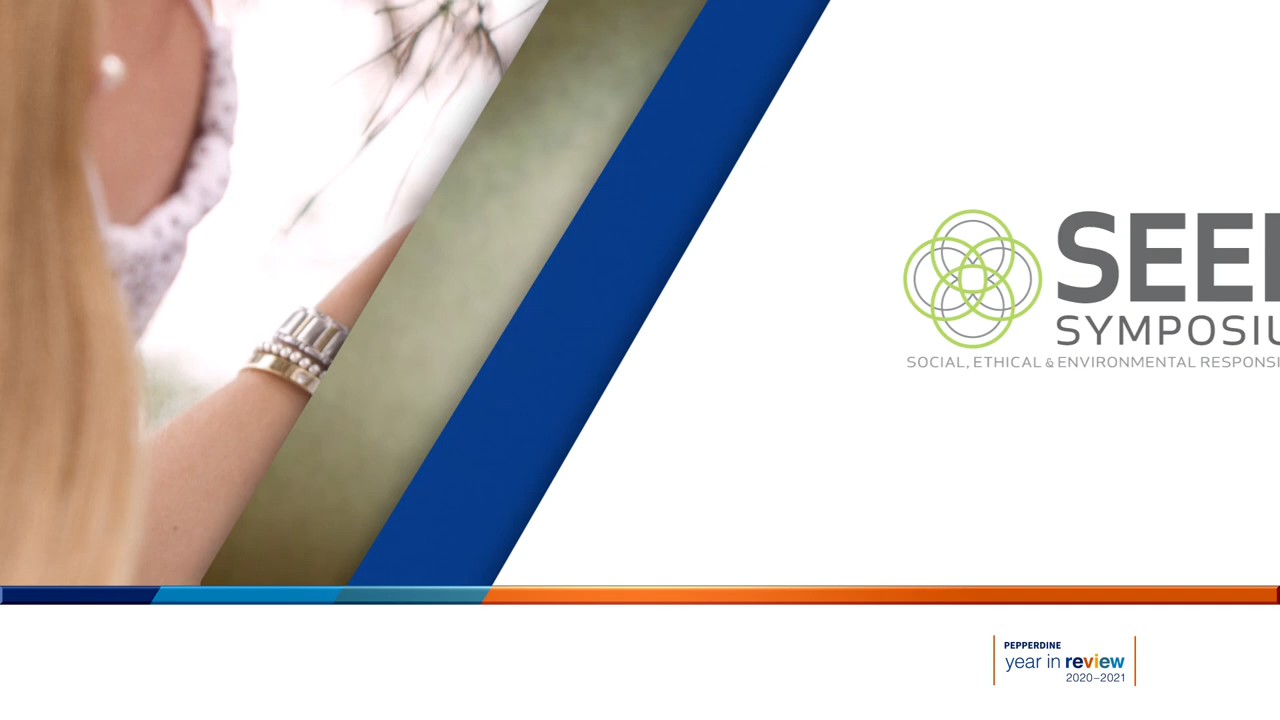 SEE
SYMPOSIU
SOCIAL, ETHICAL & ENVIRONMENTAL RESPONSI
PEPPERDINE
year in review
2020–2021